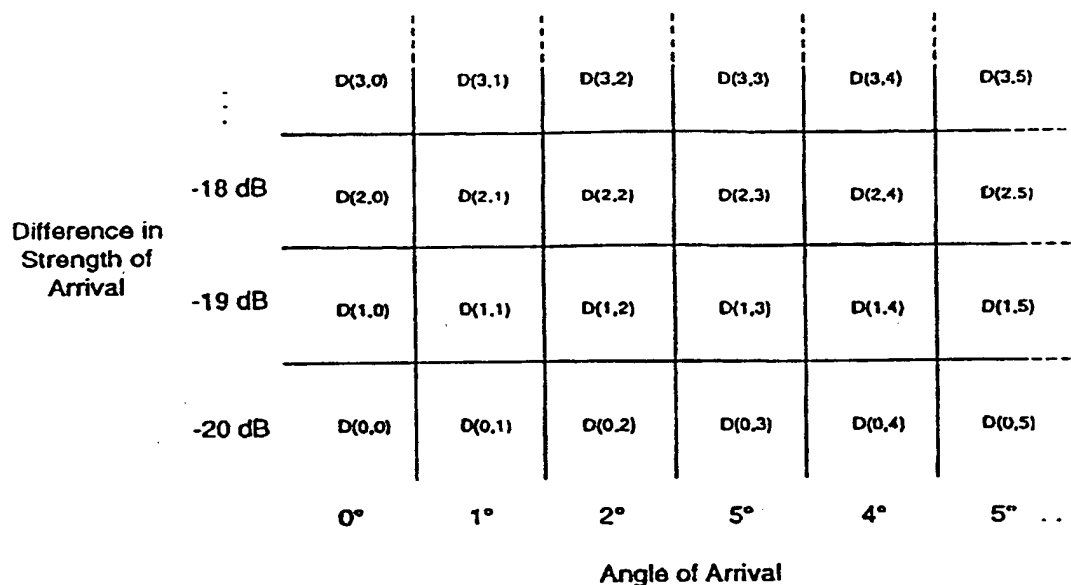 D(3,0) D(3,1) D(3,2) D(3,3) D(3,4) D(3,5)
⋮
-18 dB D(2,0) D(2,1) D(2,2) D(2,3) D(2,4) D(2,5)
Difference in
Strength of
Arrival
-19 dB D(1,0) D(1,1) D(1,2) D(1,3) D(1,4) D(1,5)
-20 dB D(0,0) D(0,1) D(0,2) D(0,3) D(0,4) D(0,5)
0° 1° 2° 5° 4° 5° ..
Angle of Arrival